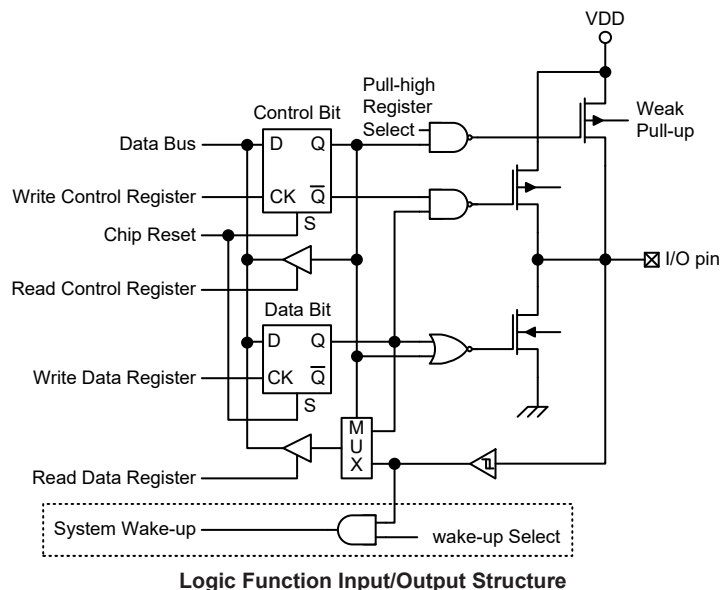 VDD
Pull-high
Register
Select
Weak
Pull-up
Control Bit
Data Bus
D Q
Write Control Register
CK Q
S
Chip Reset
I/O pin
Read Control Register
Data Bit
D Q
Write Data Register
CK Q
S
M
U
X
Read Data Register
System Wake-up
wake-up Select
Logic Function Input/Output Structure